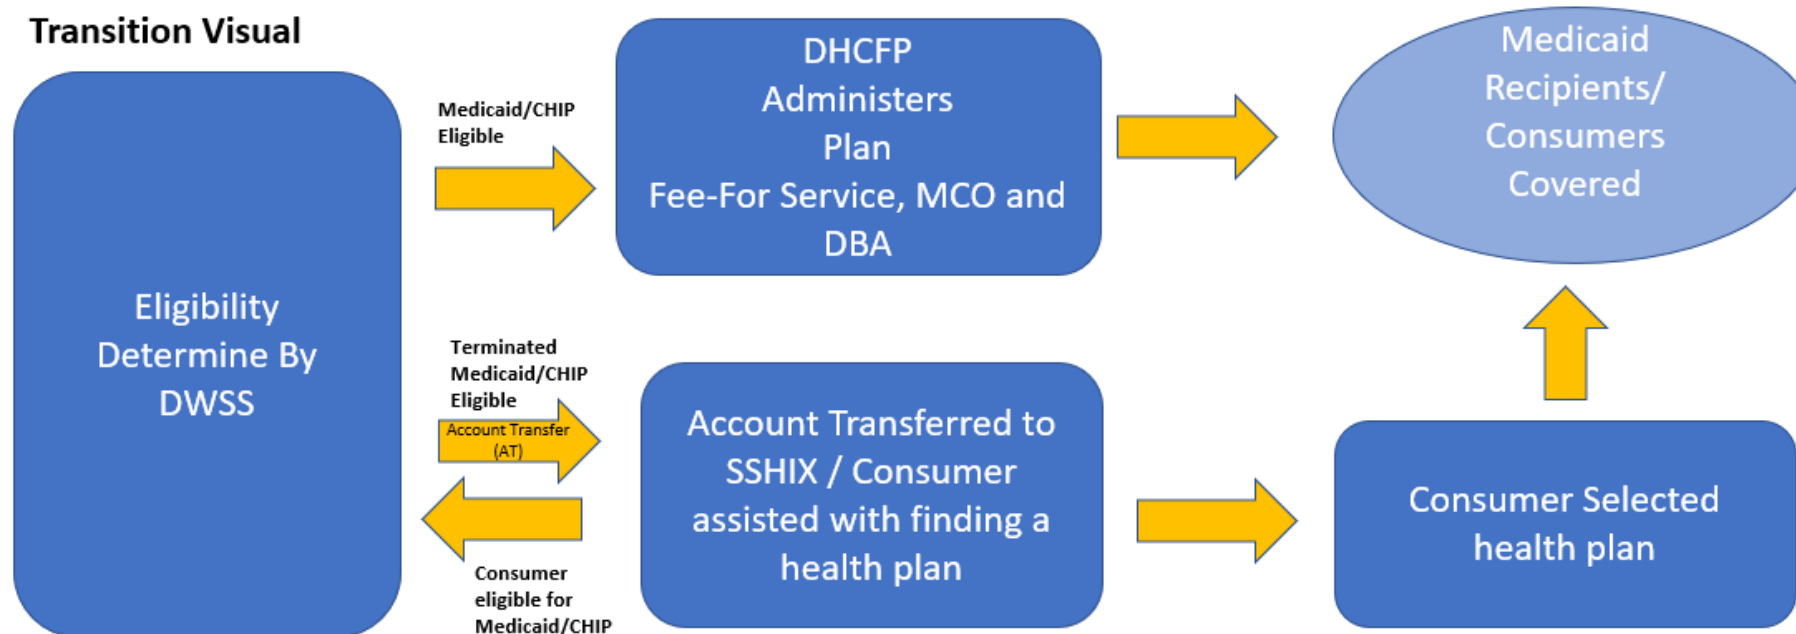 Transition Visual
Eligibility
Determine By
DWSS
Medicaid/CHIP
Eligible
DHCFP
Administers
Plan
Fee-For Service, MCO and
DBA
Medicaid
Recipients/
Consumers
Covered
Terminated
Medicaid/CHIP
Eligible
Account Transfer
(AT)
Consumer
eligible for
Medicaid/CHIP
Account Transferred to
SSHIX / Consumer
assisted with finding a
health plan
Consumer Selected
health plan